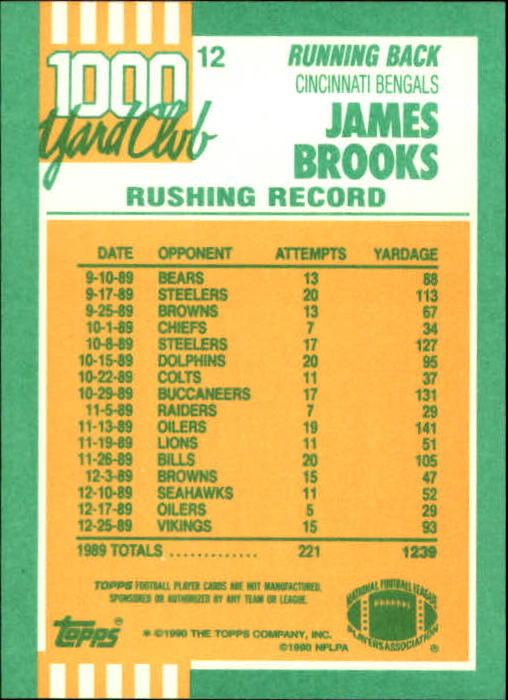 1000 12
Yard Club
RUNNING BACK
CINCINNATI BENGALS
JAMES
BROOKS
RUSHING RECORD
DATE OPPONENT ATTEMPTS YARDAGE
9-10-89 BEARS 13 88
9-17-89 STEELERS 20 113
9-25-89 BROWNS 13 67
10-1-89 CHIEFS 7 34
10-8-89 STEELERS 17 127
10-15-89 DOLPHINS 20 95
10-22-89 COLTS 11 37
10-29-89 BUCCANEERS 17 131
11-5-89 RAIDERS 7 29
11-13-89 OILERS 19 141
11-19-89 LIONS 11 51
11-26-89 BILLS 20 105
12-3-89 BROWNS 15 47
12-10-89 SEAHAWKS 11 52
12-17-89 OILERS 5 29
12-25-89 VIKINGS 15 93
1989 TOTALS .............. 221 1239
TOPPS FOOTBALL PLAYER CARDS ARE NOT MANUFACTURED,
SPONSORED OR AUTHORIZED BY ANY TEAM OR LEAGUE.
Topps®
* ©1990 THE TOPPS COMPANY, INC.
©1990 NFLPA
NATIONAL FOOTBALL LEAGUE
PLAYERS ASSOCIATION ®